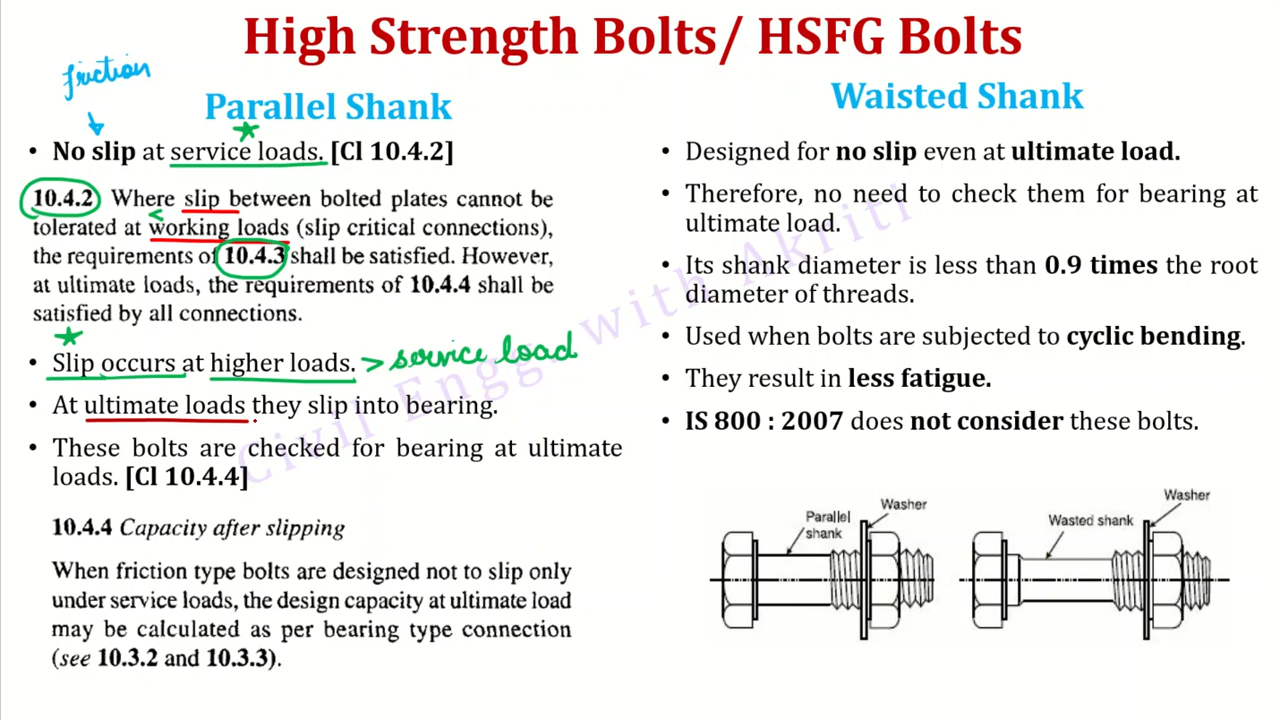 High Strength Bolts/ HSFG Bolts
friction
Parallel Shank
• No slip at service loads. [Cl 10.4.2]
10.4.2 Where slip between bolted plates cannot be
tolerated at working loads (slip critical connections),
the requirements of 10.4.3 shall be satisfied. However,
at ultimate loads, the requirements of 10.4.4 shall be
satisfied by all connections.
• Slip occurs at higher loads. > service load
• At ultimate loads they slip into bearing.
• These bolts are checked for bearing at ultimate
loads. [Cl 10.4.4]
10.4.4 Capacity after slipping
When friction type bolts are designed not to slip only
under service loads, the design capacity at ultimate load
may be calculated as per bearing type connection
(see 10.3.2 and 10.3.3).
Waisted Shank
• Designed for no slip even at ultimate load.
• Therefore, no need to check them for bearing at
ultimate load.
• Its shank diameter is less than 0.9 times the root
diameter of threads.
• Used when bolts are subjected to cyclic bending.
• They result in less fatigue.
• IS 800 : 2007 does not consider these bolts.
Parallel
shank
Washer
Wasted shank
Washer
Civil Engg. with Akriti